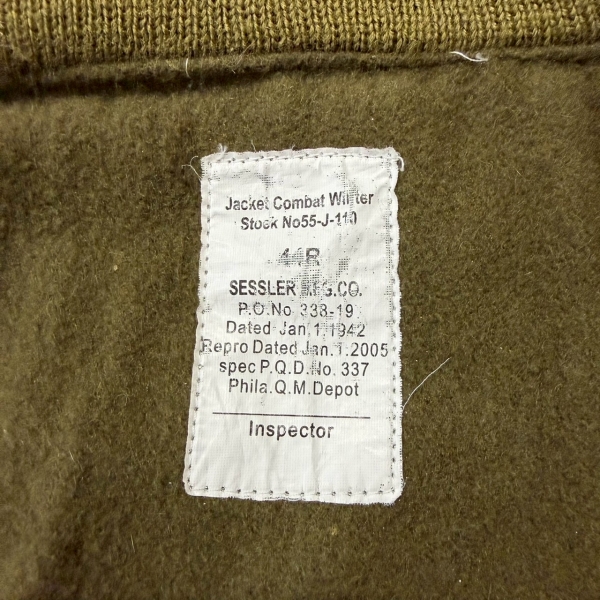 Jacket Combat Winter
Stock No55-J-110
44R
SESSLER MFG.CO.
P.O.No 338-19
Dated Jan.1.1942
Repro Dated Jan.1.2005
spec P.Q.D.No. 337
Phila.Q.M.Depot
Inspector